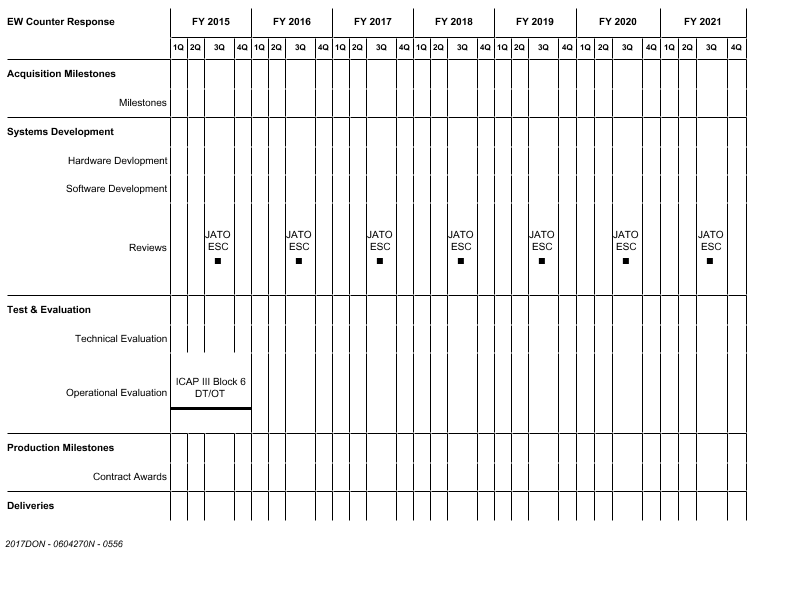 EW Counter Response FY 2015 FY 2016 FY 2017 FY 2018 FY 2019 FY 2020 FY 2021
1Q 2Q 3Q 4Q 1Q 2Q 3Q 4Q 1Q 2Q 3Q 4Q 1Q 2Q 3Q 4Q 1Q 2Q 3Q 4Q 1Q 2Q 3Q 4Q 1Q 2Q 3Q 4Q
Acquisition Milestones
Milestones
Systems Development
Hardware Devlopment
Software Development
JATO JATO JATO JATO JATO JATO JATO
Reviews ESC ESC ESC ESC ESC ESC ESC
Test & Evaluation
Technical Evaluation
ICAP III Block 6
Operational Evaluation DT/OT
Production Milestones
Contract Awards
Deliveries
2017DON - 0604270N - 0556